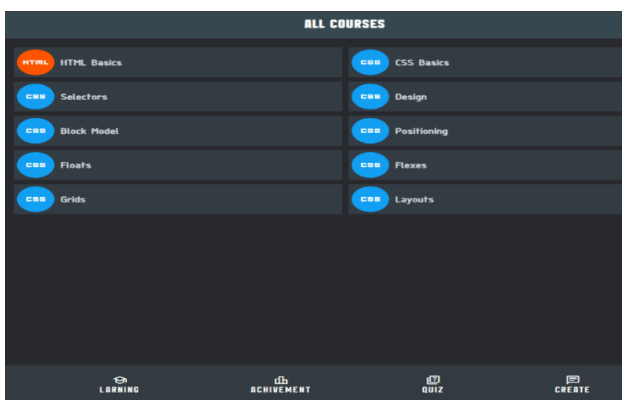 ALL COURSES
HTML HTML Basics
CSS CSS Basics
CSS Selectors
CSS Design
CSS Block Model
CSS Positioning
CSS Floats
CSS Flexes
CSS Grids
CSS Layouts
LARNING
ACHIVEMENT
QUIZ
CREATE